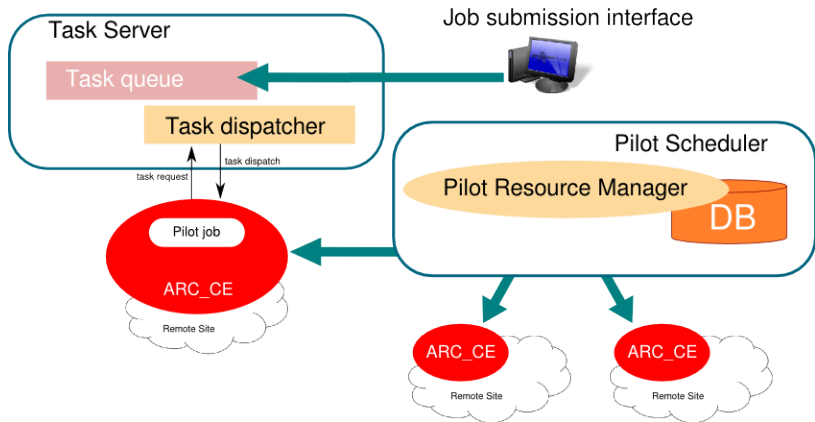 Job submission interface
Task Server
Task queue
Task dispatcher
Pilot Scheduler
task dispatch
task request
Pilot Resource Manager
DB
Pilot job
ARC_CE
Remote Site
ARC_CE
ARC_CE
Remote Site
Remote Site